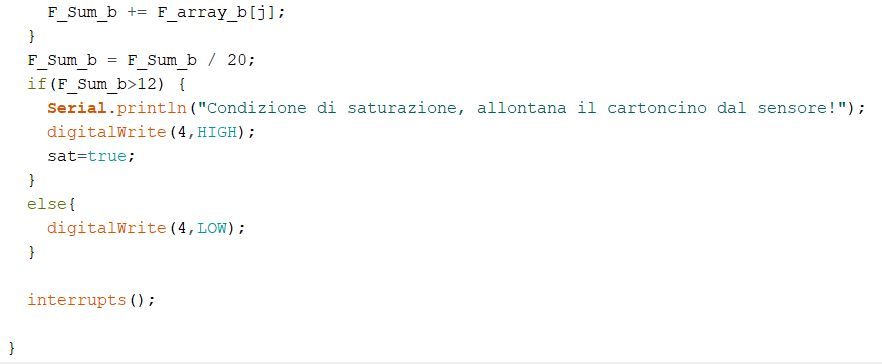 F_Sum_b += F_array_b[j];
}
F_Sum_b = F_Sum_b / 20;
if(F_Sum_b>12) {
Serial.println("Condizione di saturazione, allontana il cartoncino dal sensore!");
digitalWrite(4,HIGH);
sat=true;
}
else{
digitalWrite(4,LOW);
}
interrupts();
}